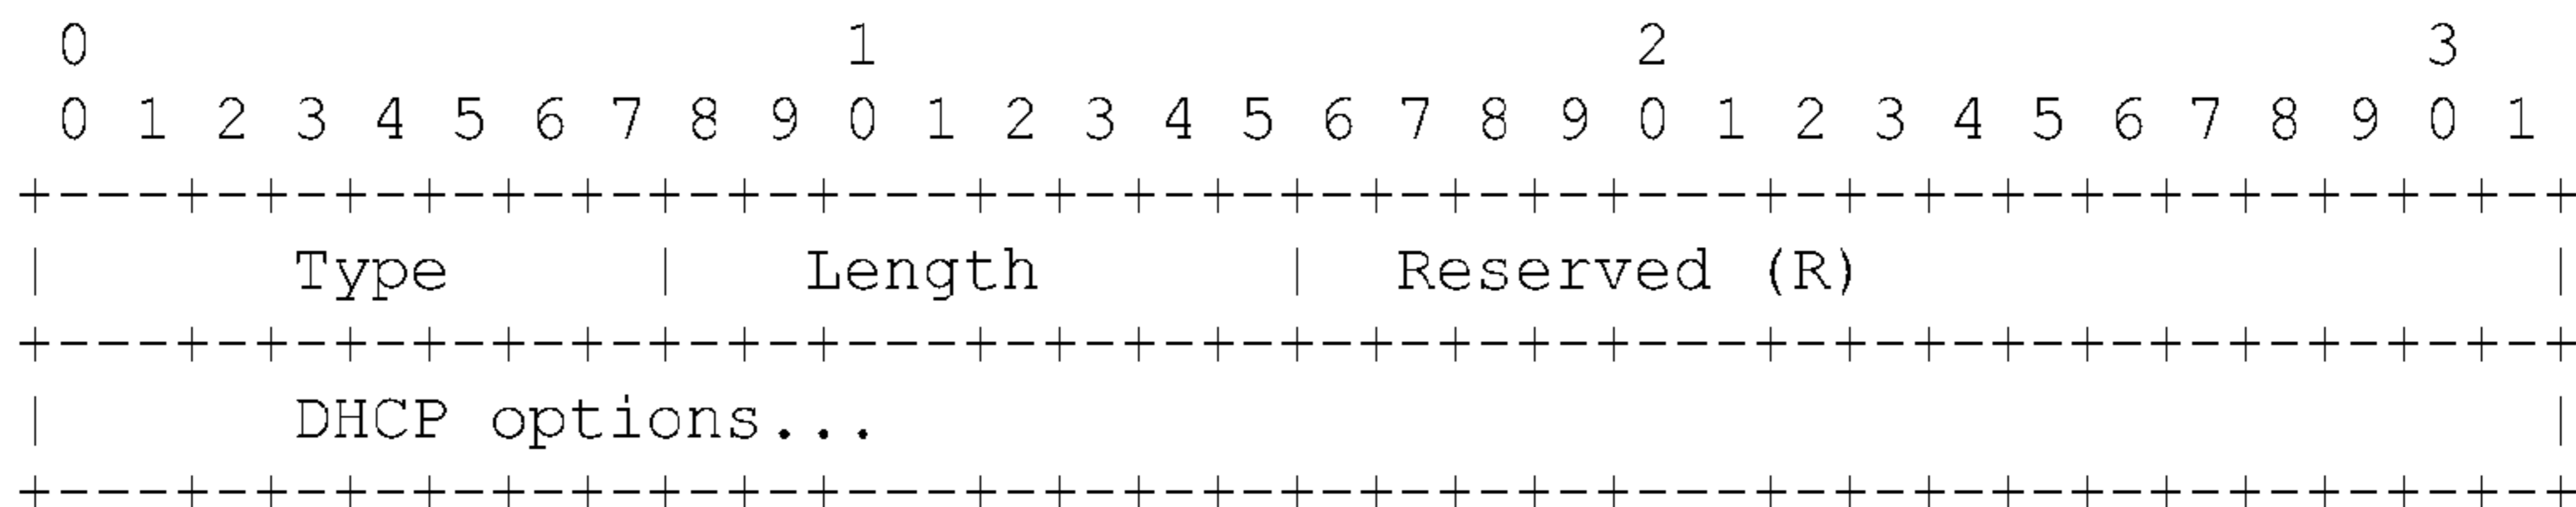 0                   1                   2                   3
 0 1 2 3 4 5 6 7 8 9 0 1 2 3 4 5 6 7 8 9 0 1 2 3 4 5 6 7 8 9 0 1
+---+-+-+-+-+-+-+-+-+---+-+-+-+-+-+-+-+-+---+-+-+-+-+-+-+-+-+-+-+
|      Type     |   Length      |  Reserved (R)                 |
+---+-+-+-+-+-+-+-+-+---+-+-+-+-+-+-+-+-+---+-+-+-+-+-+-+-+-+-+-+
|      DHCP options...                                          |
+---+-+-+-+-+-+-+-+-+---+-+-+-+-+-+-+-+-+---+-+-+-+-+-+-+-+-+-+-+